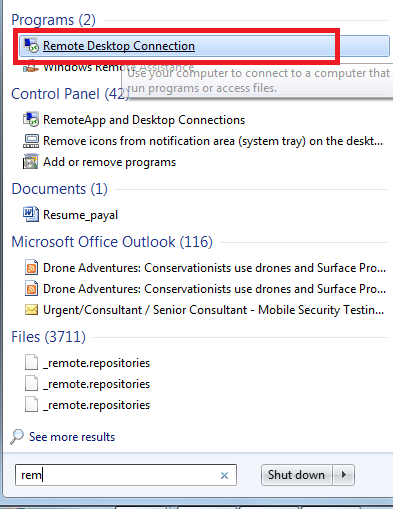 Programs (2)
Remote Desktop Connection
Windows Remote Assistance
Use your computer to connect to a computer that
run programs or access files.
Control Panel (42)
RemoteApp and Desktop Connections
Remove icons from notification area (system tray) on the deskt...
Add or remove programs
Documents (1)
Resume_payal
Microsoft Office Outlook (116)
Drone Adventures: Conservationists use drones and Surface Pro...
Drone Adventures: Conservationists use drones and Surface Pro...
Urgent/Consultant / Senior Consultant - Mobile Security Testin...
Files (3711)
_remote.repositories
_remote.repositories
_remote.repositories
See more results
rem
Shut down